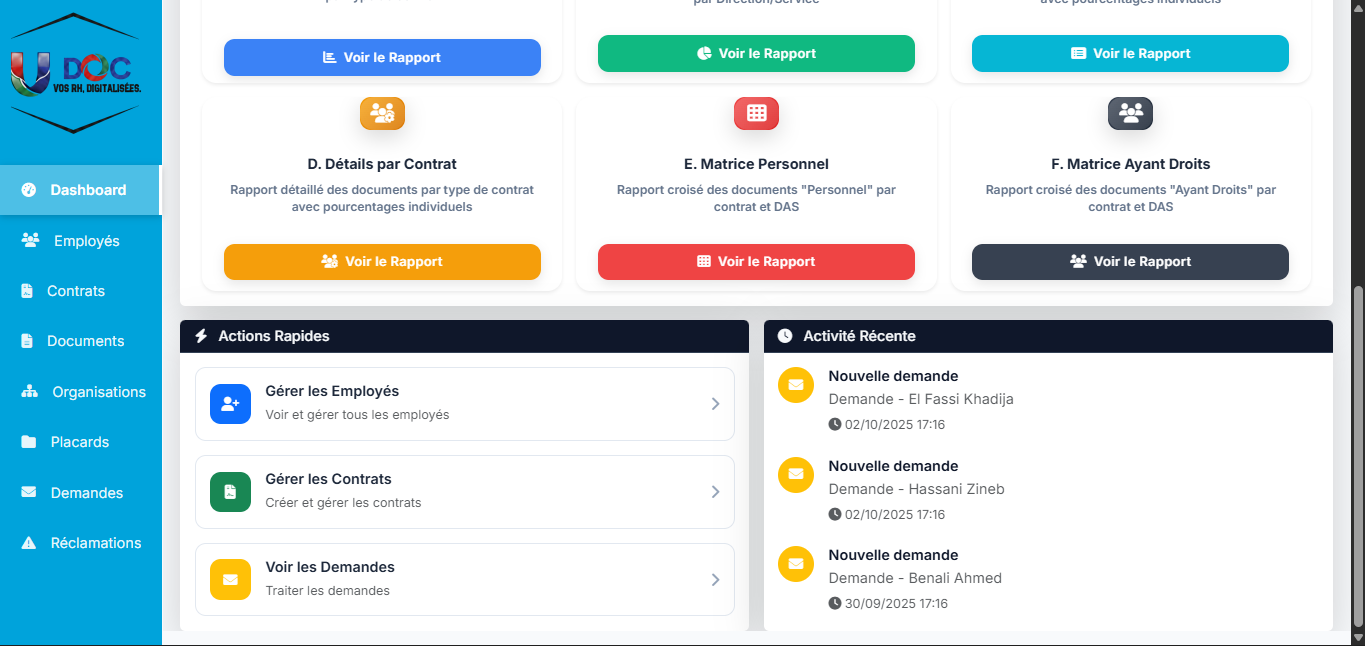 U DOC
VOS RH, DIGITALISÉES.
Dashboard
Employés
Contrats
Documents
Organisations
Placards
Demandes
Réclamations
par Direction/Service
avec pourcentages individuels
Voir le Rapport
Voir le Rapport
Voir le Rapport
D. Détails par Contrat
Rapport détaillé des documents par type de contrat
avec pourcentages individuels
Voir le Rapport
E. Matrice Personnel
Rapport croisé des documents "Personnel" par
contrat et DAS
Voir le Rapport
F. Matrice Ayant Droits
Rapport croisé des documents "Ayant Droits" par
contrat et DAS
Voir le Rapport
Actions Rapides
Gérer les Employés
Voir et gérer tous les employés
Gérer les Contrats
Créer et gérer les contrats
Voir les Demandes
Traiter les demandes
Activité Récente
Nouvelle demande
Demande - El Fassi Khadija
02/10/2025 17:16
Nouvelle demande
Demande - Hassani Zineb
02/10/2025 17:16
Nouvelle demande
Demande - Benali Ahmed
30/09/2025 17:16